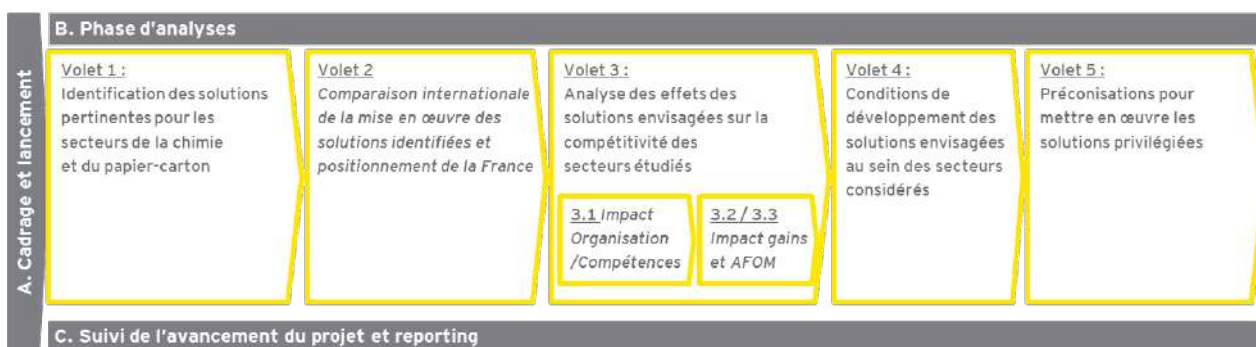 A. Cadrage et lancement
B. Phase d'analyses
Volet 1 :
Identification des solutions
pertinentes pour les
secteurs de la chimie
et du papier-carton
Volet 2
Comparaison internationale
de la mise en œuvre des
solutions identifiées et
positionnement de la France
Volet 3 :
Analyse des effets des
solutions envisagées sur la
compétitivité des
secteurs étudiés
3.1 Impact
Organisation
/Compétences
3.2 / 3.3
Impact gains
et AFOM
Volet 4 :
Conditions de
développement des
solutions envisagées
au sein des secteurs
considérés
Volet 5 :
Préconisations pour
mettre en œuvre les
solutions privilégiées
C. Suivi de l'avancement du projet et reporting